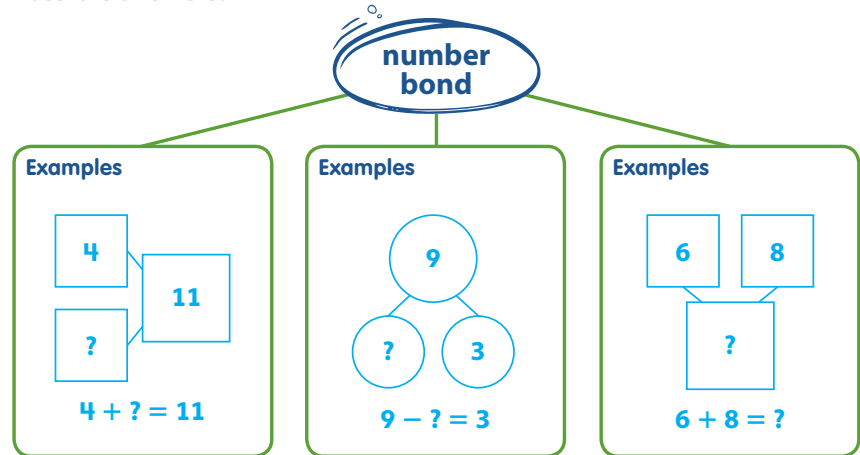 number
bond
Examples
4
?
11
4 + ? = 11
Examples
9
?
3
9 − ? = 3
Examples
6
8
?
6 + 8 = ?